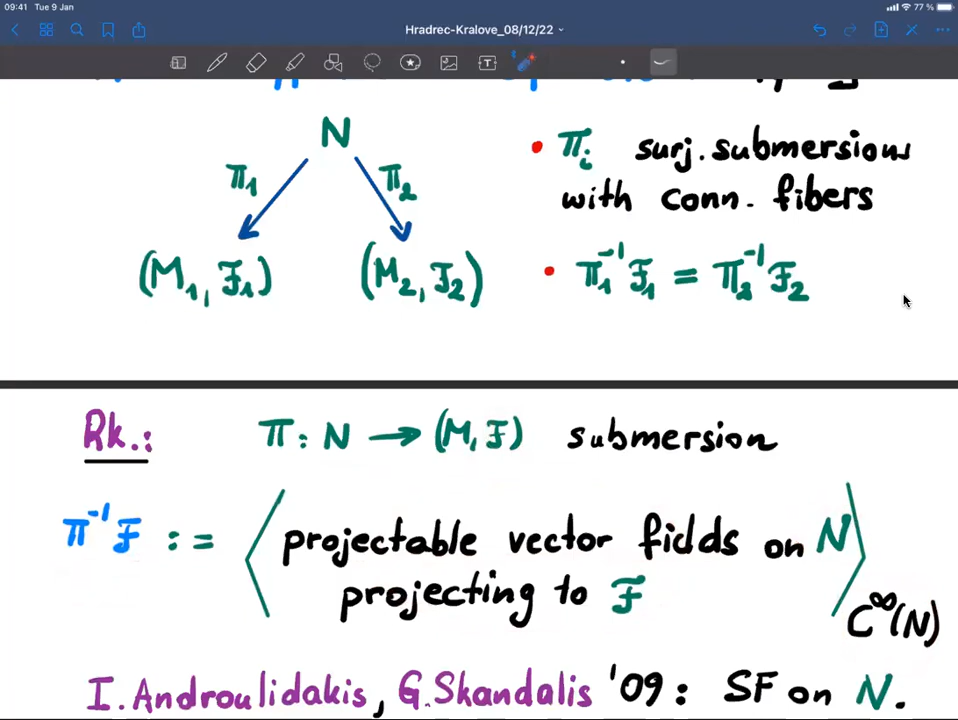 09:41 Tue 9 Jan
77 %
Hradrec-Kralove_08/12/22
N
π₁ π₂
(M₁, F₁) (M₂, F₂)
• πᵢ surj. submersions
with conn. fibers
• π₁⁻¹F₁ = π₂⁻¹F₂
Rk.: π : N → (M, F) submersion
π⁻¹F := ⟨ projectable vector fields on N
projecting to F ⟩ C^∞(N)
I. Androulidakis, G. Skandalis '09: SF on N.